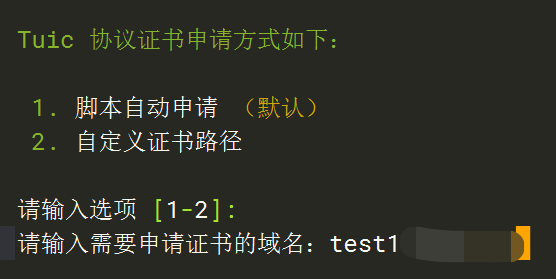 Tuic 协议证书申请方式如下：
1. 脚本自动申请 （默认）
2. 自定义证书路径
请输入选项 [1-2]:
请输入需要申请证书的域名：test1